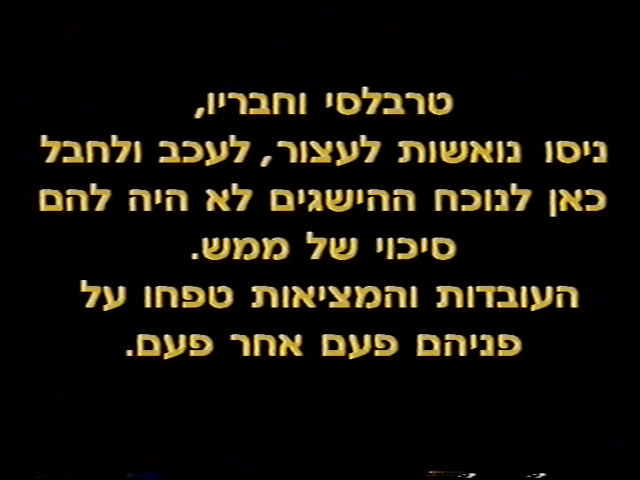 טרבלסי וחבריו,
ניסו נואשות לעצור, לעכב ולחבל
כאן לנוכח ההישגים לא היה להם
סיכוי של ממש.
העובדות והמציאות טפחו על
פניהם פעם אחר פעם.